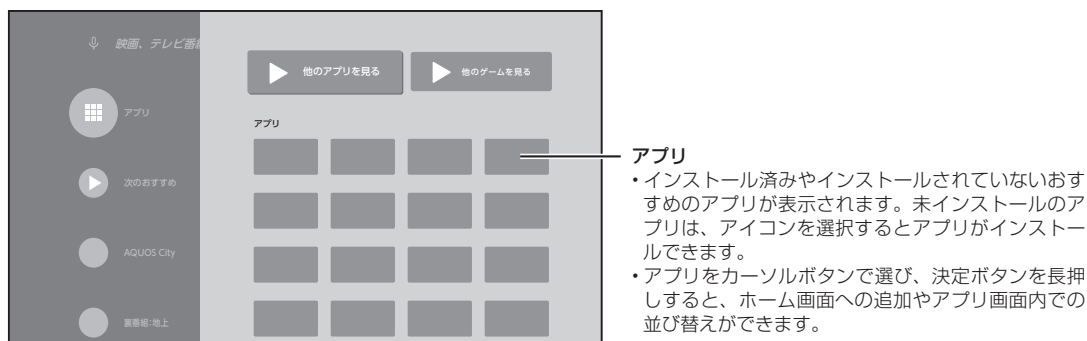 映画、テレビ番
他のアプリを見る
他のゲームを見る
アプリ
次のおすすめ
AQUOS City
裏番組:地上
アプリ
アプリ
・インストール済みやインストールされていないおす
すめのアプリが表示されます。未インストールのア
プリは、アイコンを選択するとアプリがインストー
ルできます。
・アプリをカーソルボタンで選び、決定ボタンを長押
しすると、ホーム画面への追加やアプリ画面内での
並び替えができます。